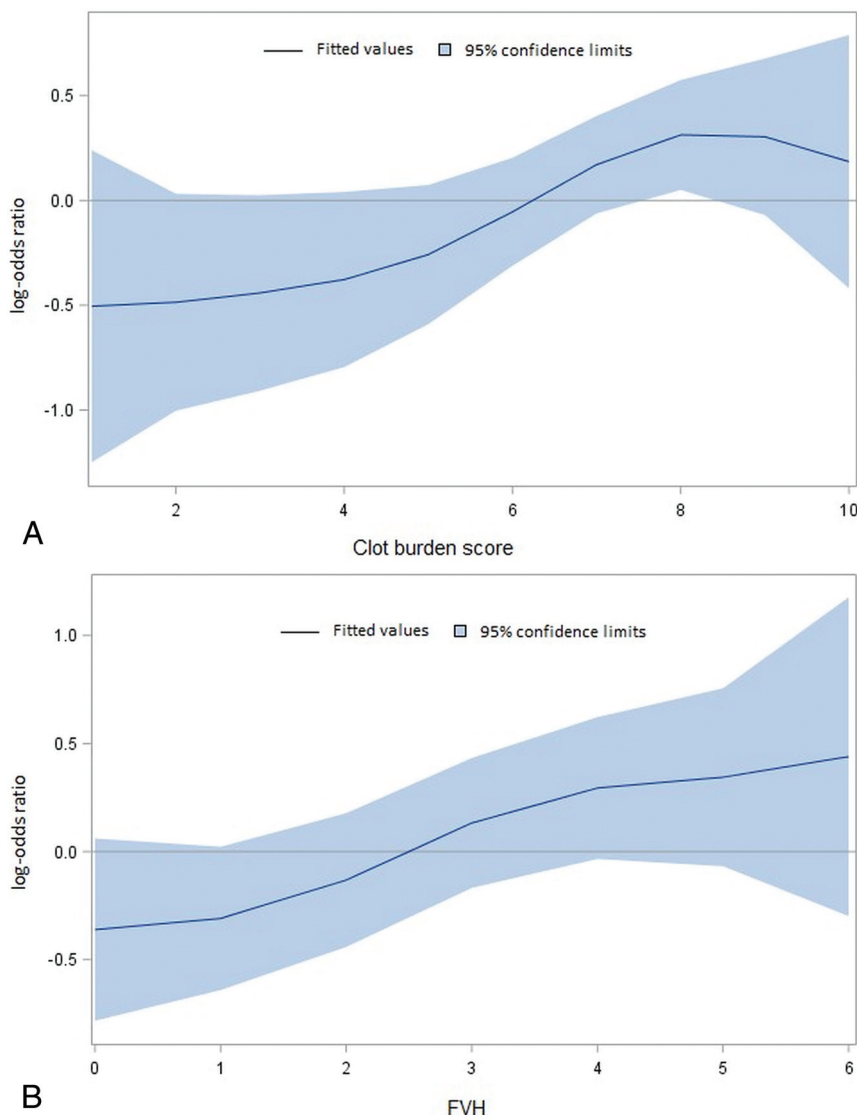 Fitted values 95% confidence limits
0.5
0.0
-0.5
-1.0
log-odds ratio
2 4 6 8 10
A
Clot burden score
Fitted values 95% confidence limits
1.0
0.5
0.0
-0.5
log-odds ratio
0 1 2 3 4 5 6
B
FVH